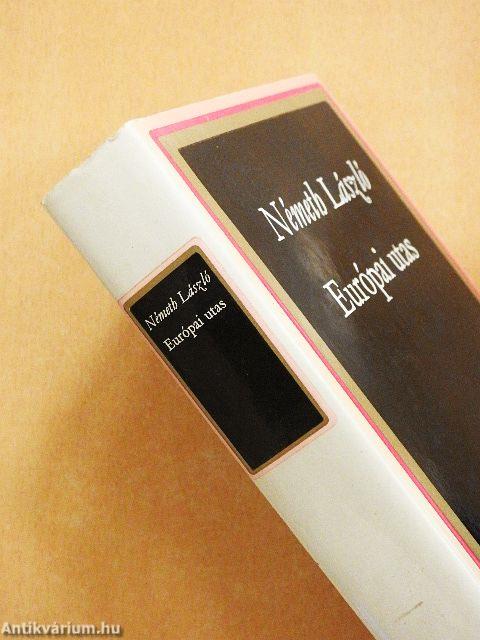 Németh László
Európai utas
Németh László
Európai utas
Antikvárium.hu